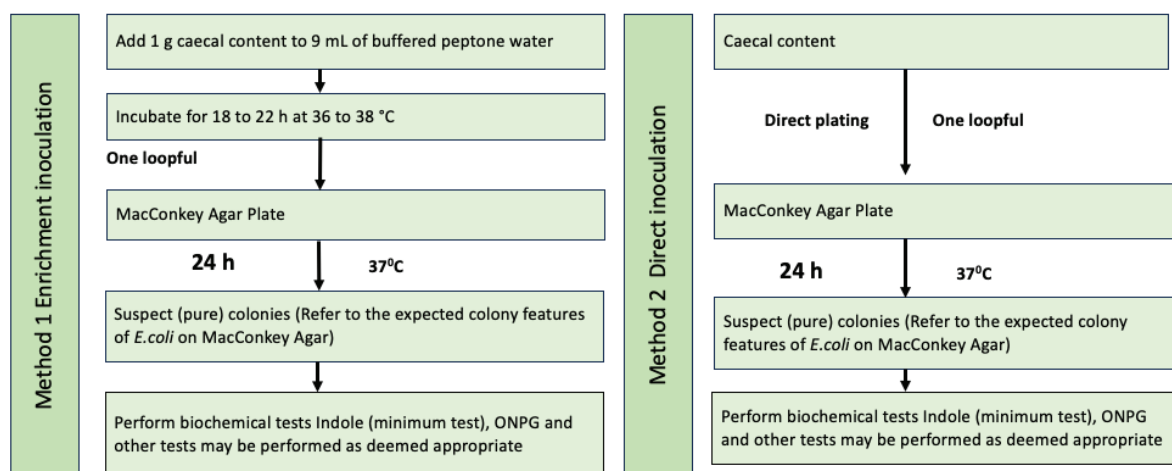 Method 1 Enrichment inoculation
Add 1 g caecal content to 9 mL of buffered peptone water
Incubate for 18 to 22 h at 36 to 38 °C
One loopful
MacConkey Agar Plate
24 h 37⁰C
Suspect (pure) colonies (Refer to the expected colony features
of E.coli on MacConkey Agar)
Perform biochemical tests Indole (minimum test), ONPG and
other tests may be performed as deemed appropriate
Method 2 Direct inoculation
Caecal content
Direct plating One loopful
MacConkey Agar Plate
24 h 37⁰C
Suspect (pure) colonies (Refer to the expected colony
features of E.coli on MacConkey Agar)
Perform biochemical tests Indole (minimum test), ONPG
and other tests may be performed as deemed appropriate